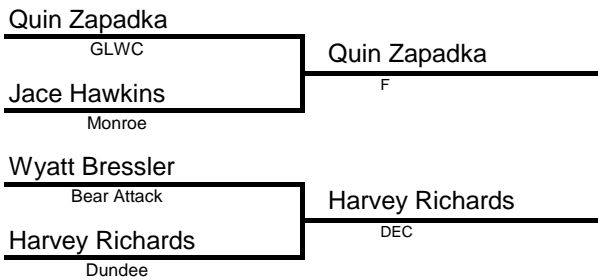 Quin Zapadka
GLWC
Quin Zapadka
F
Jace Hawkins
Monroe
Wyatt Bressler
Bear Attack
Harvey Richards
DEC
Harvey Richards
Dundee